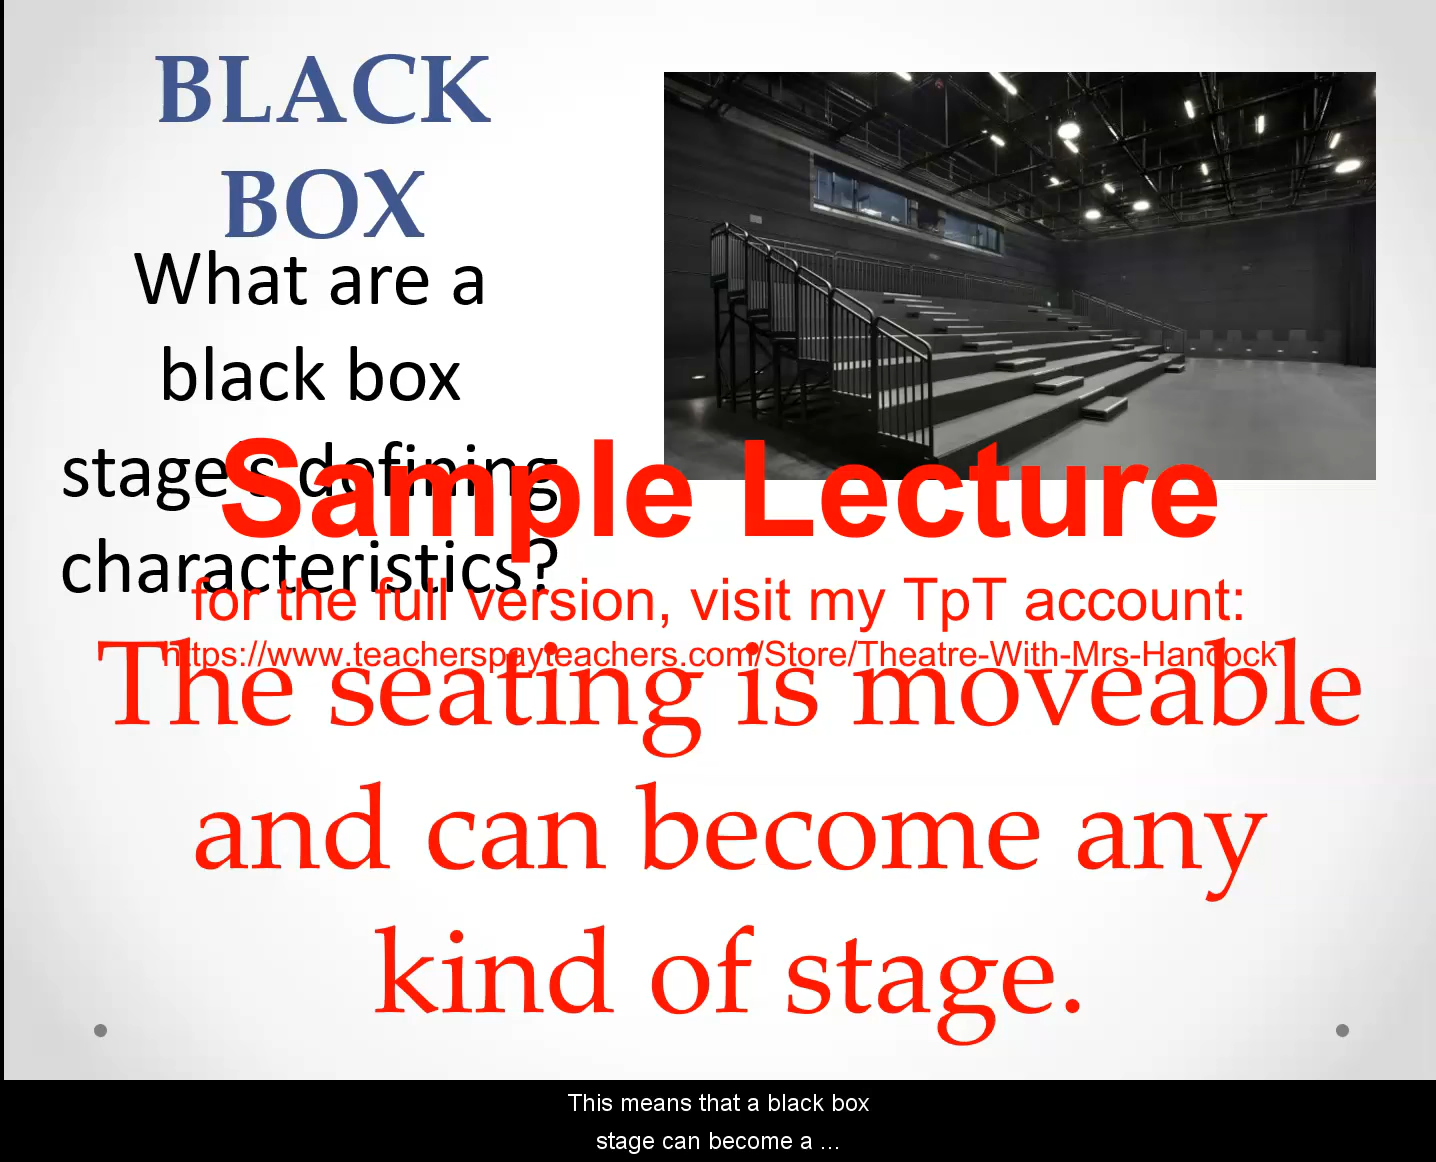 BLACK
BOX
What are a
black box
stage's defining
characteristics?
Sample Lecture
for the full version, visit my TpT account:
https://www.teacherspayteachers.com/Store/Theatre-With-Mrs-Handock
The seating is moveable
and can become any
kind of stage.
This means that a black box
stage can become a ...